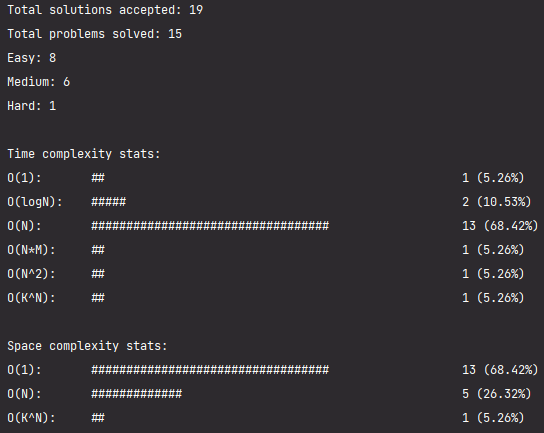 Total solutions accepted: 19
Total problems solved: 15
Easy: 8
Medium: 6
Hard: 1
Time complexity stats:
O(1): ## 1 (5.26%)
O(logN): ##### 2 (10.53%)
O(N): ################################## 13 (68.42%)
O(N*M): ## 1 (5.26%)
O(N^2): ## 1 (5.26%)
O(K^N): ## 1 (5.26%)
Space complexity stats:
O(1): ################################## 13 (68.42%)
O(N): ############# 5 (26.32%)
O(K^N): ## 1 (5.26%)